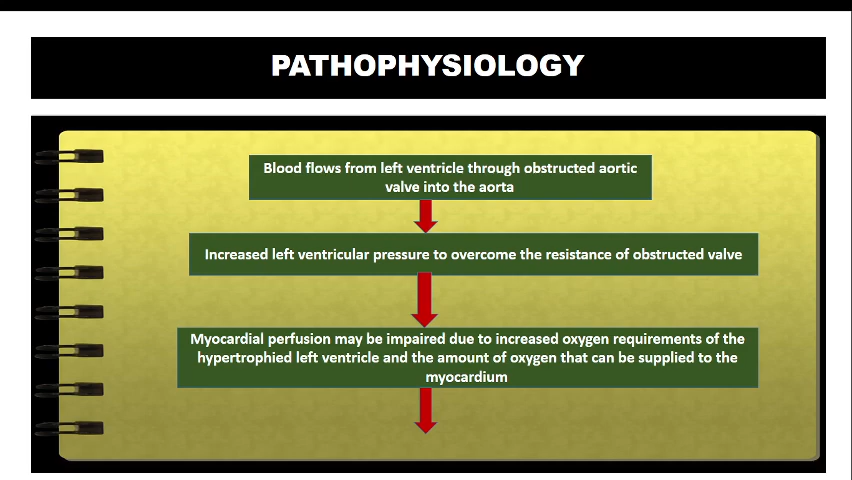 PATHOPHYSIOLOGY
Blood flows from left ventricle through obstructed aortic
valve into the aorta
Increased left ventricular pressure to overcome the resistance of obstructed valve
Myocardial perfusion may be impaired due to increased oxygen requirements of the
hypertrophied left ventricle and the amount of oxygen that can be supplied to the
myocardium